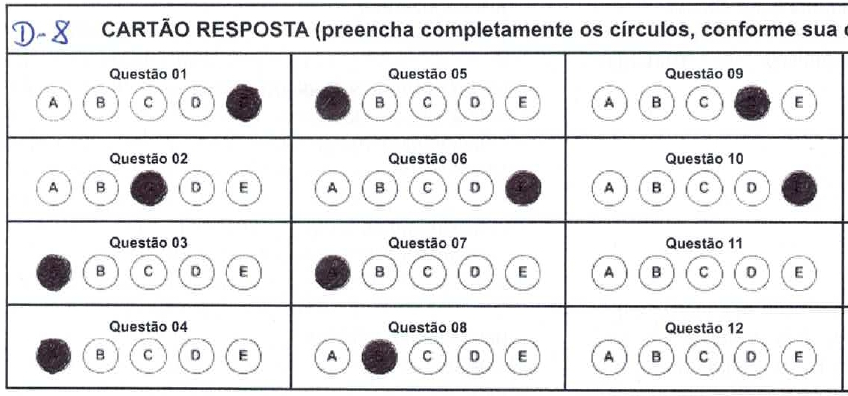 D-8 CARTÃO RESPOSTA (preencha completamente os círculos, conforme sua
Questão 01 Questão 05 Questão 09
A B C D A B C D E A B C E
Questão 02 Questão 06 Questão 10
A B D E A B C D A B C D
Questão 03 Questão 07 Questão 11
B C D E B C D E A B C D E
Questão 04 Questão 08 Questão 12
B C D E A C D E A B C D E